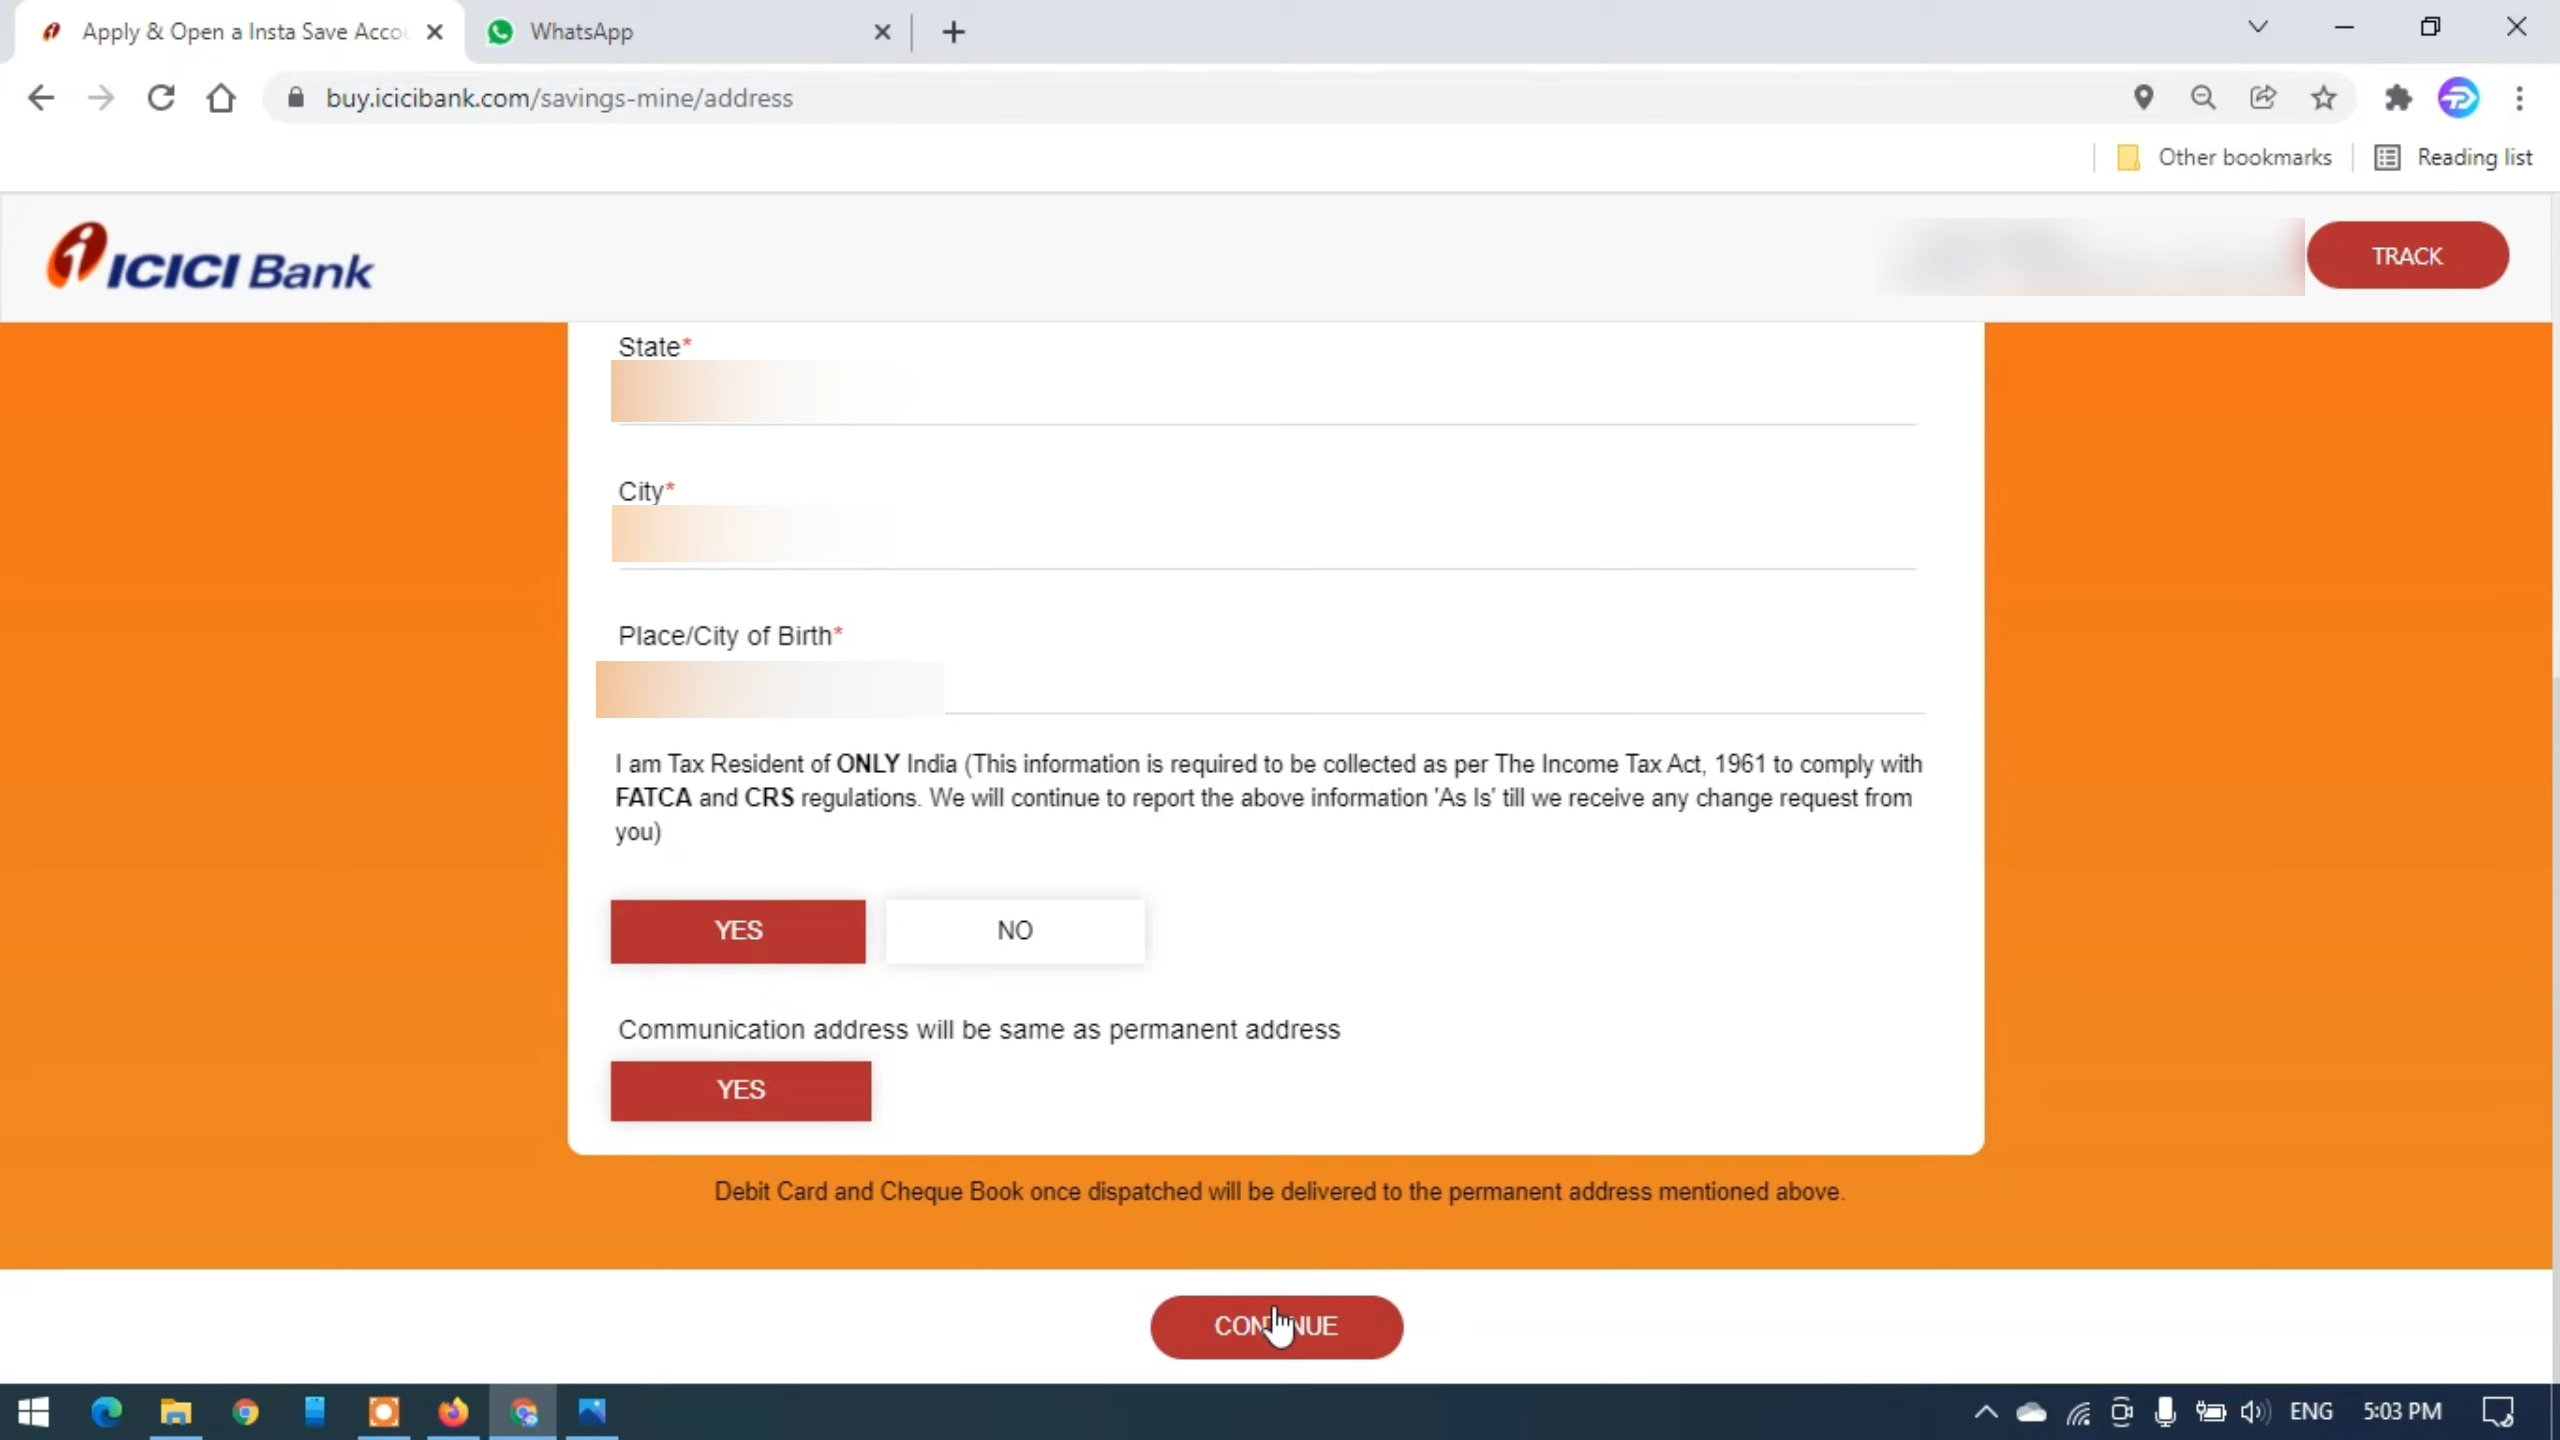 Apply & Open a Insta Save Acco
WhatsApp
buy.icicibank.com/savings-mine/address
Other bookmarks
Reading list
ICICI Bank
TRACK
State*
City*
Place/City of Birth*
I am Tax Resident of ONLY India (This information is required to be collected as per The Income Tax Act, 1961 to comply with
FATCA and CRS regulations. We will continue to report the above information 'As Is' till we receive any change request from
you)
YES
NO
Communication address will be same as permanent address
YES
Debit Card and Cheque Book once dispatched will be delivered to the permanent address mentioned above.
CONTINUE
ENG
5:03 PM